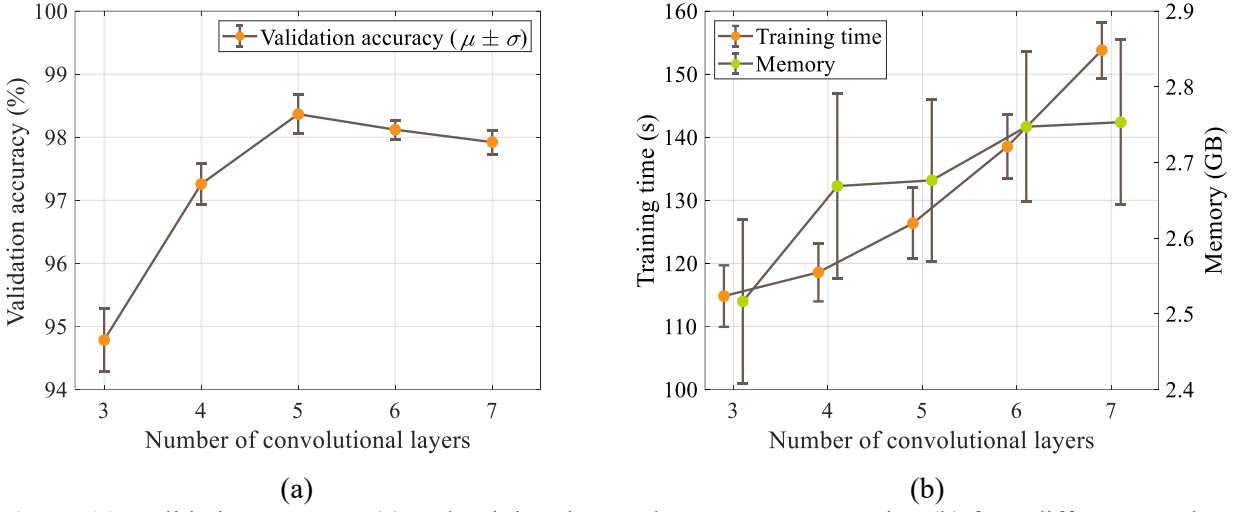 100
99
98
97
96
95
94
Validation accuracy (%)
Validation accuracy (μ ± σ)
3 4 5 6 7
Number of convolutional layers
(a)
160
150
140
130
120
110
100
Training time (s)
Training time
Memory
2.9
2.8
2.7
2.6
2.5
2.4
Memory (GB)
3 4 5 6 7
Number of convolutional layers
(b)